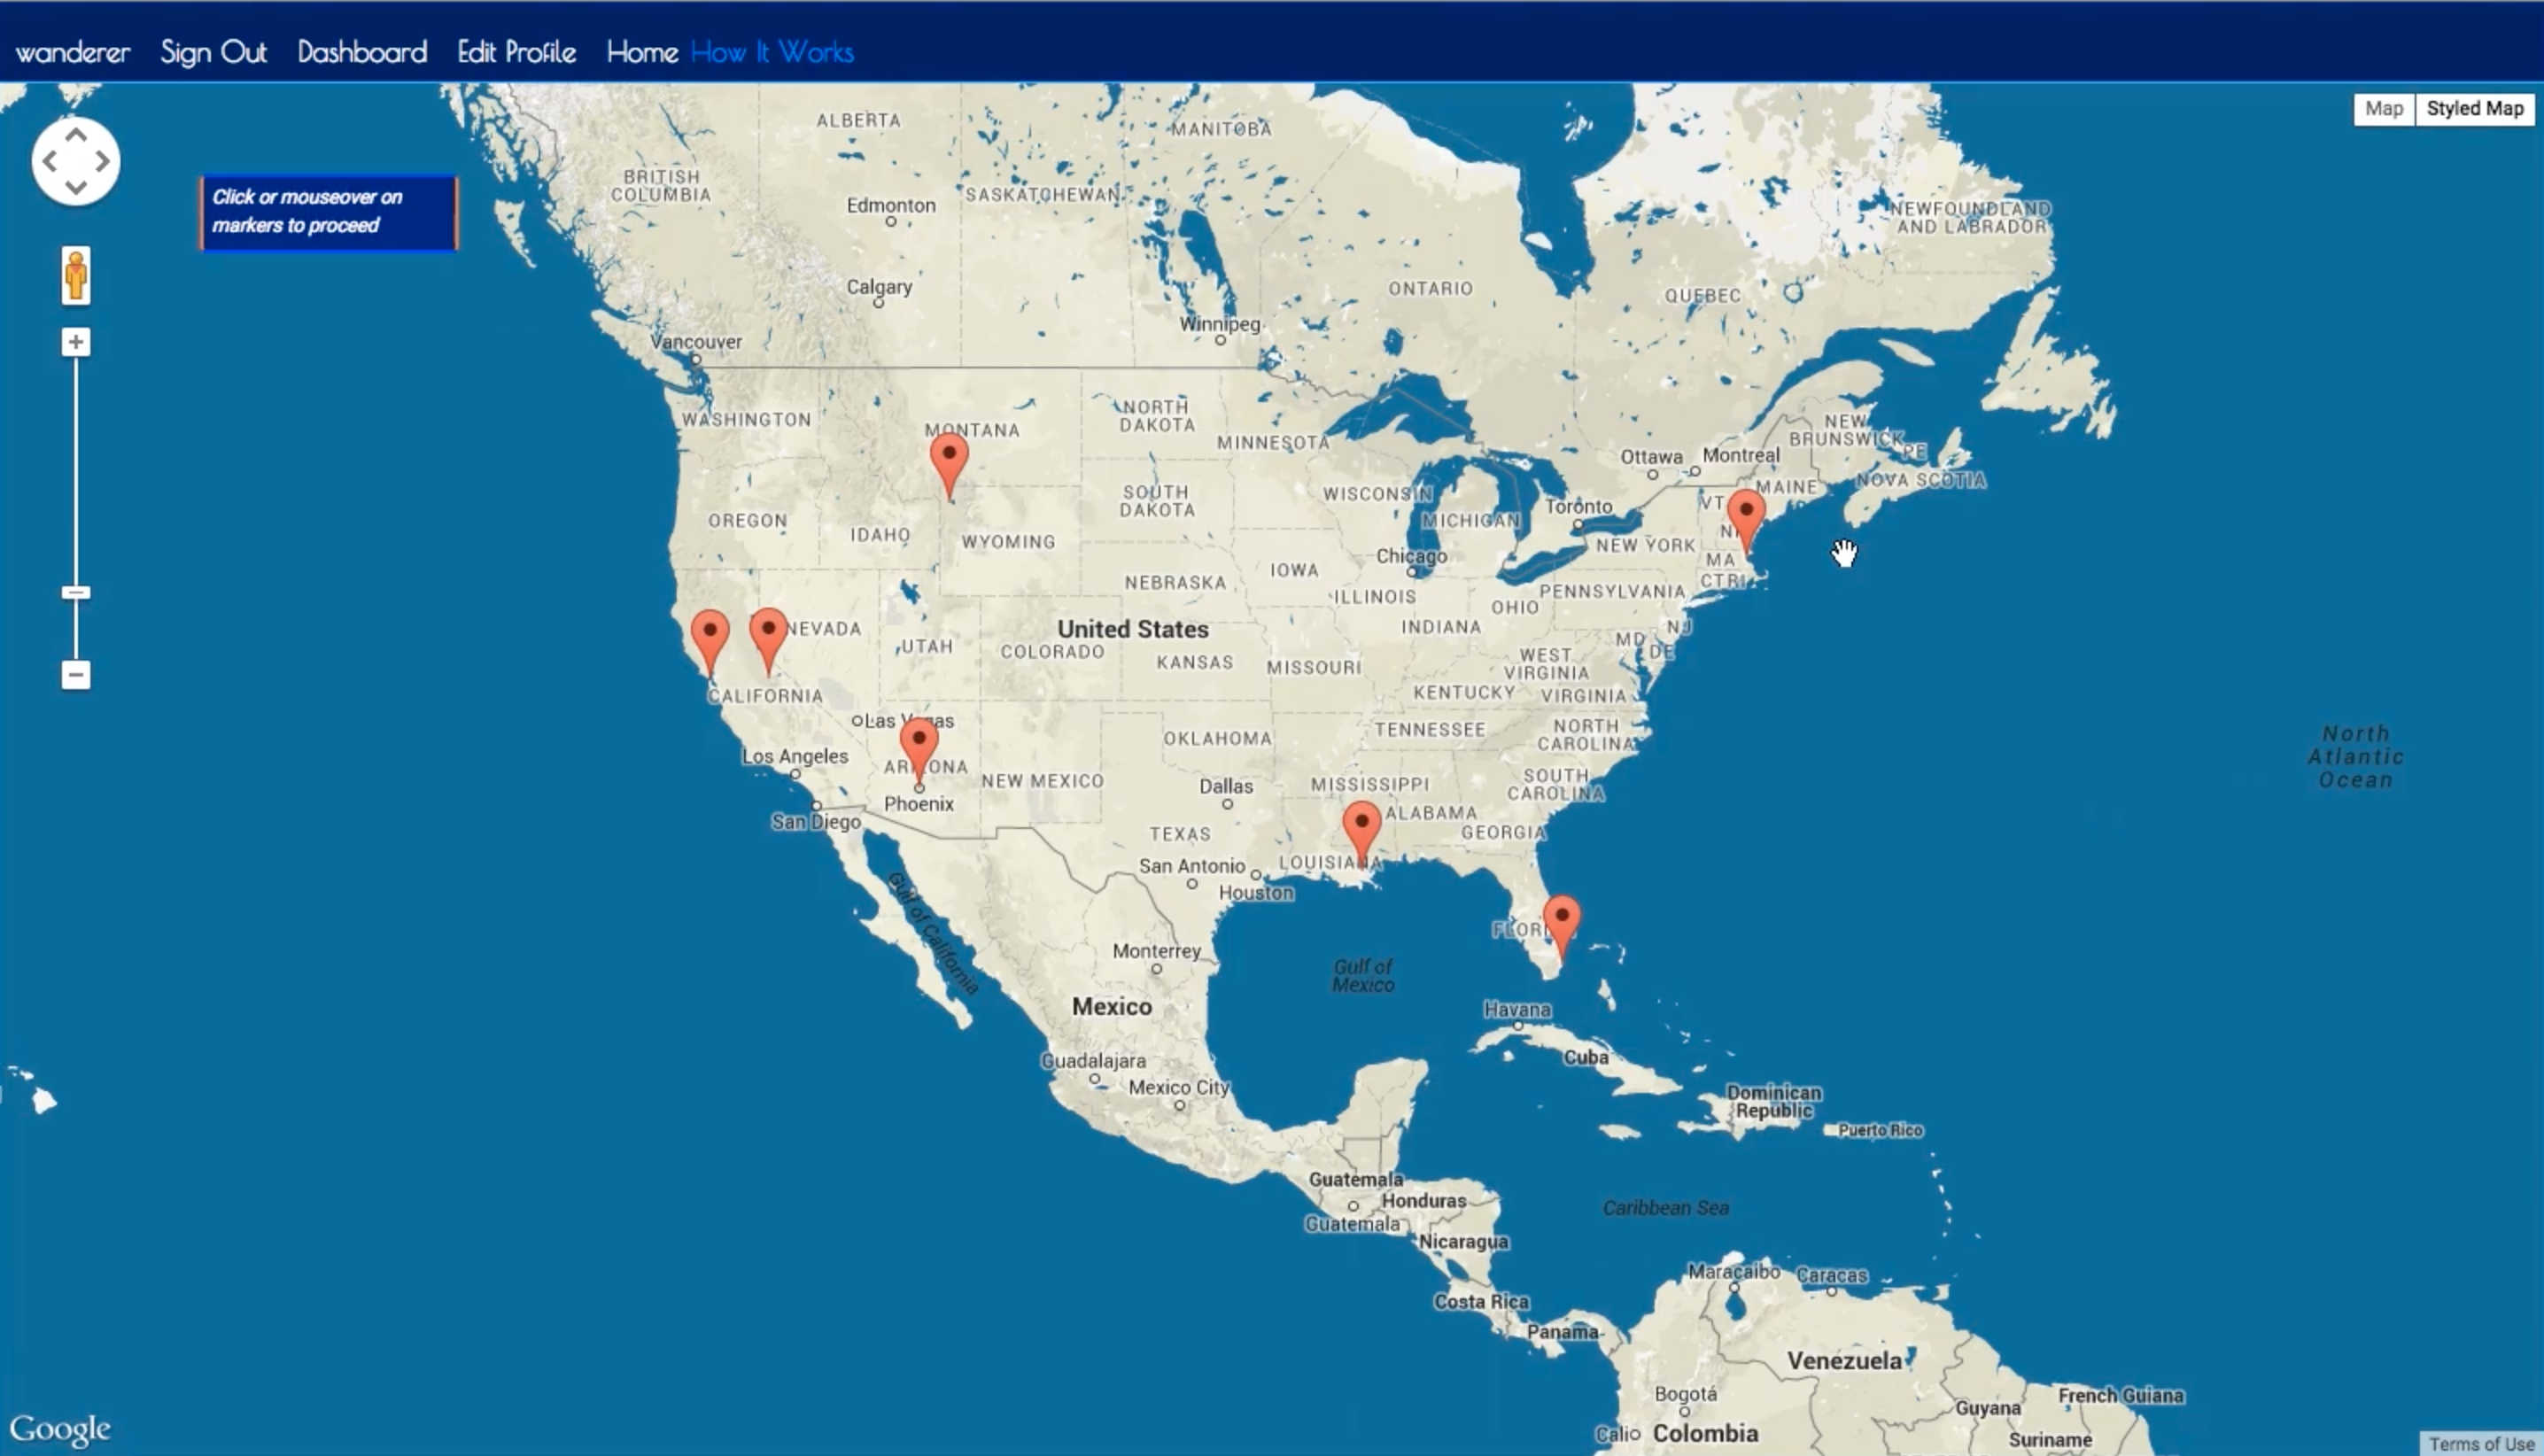 wanderer Sign Out Dashboard Edit Profile Home How It Works
Map Styled Map
Click or mouseover on
markers to proceed
ALBERTA
MANITOBA
BRITISH
COLUMBIA
SASKATCHEWAN
Edmonton
NEWFOUNDLAND
AND LABRADOR
Calgary
ONTARIO
QUEBEC
Winnipeg
Vancouver
WASHINGTON
MONTANA
NORTH
DAKOTA
MINNESOTA
NEW
BRUNSWICK
PE
Ottawa
Montreal
NOVA SCOTIA
MAINE
VT
SOUTH
DAKOTA
WISCONSIN
MICHIGAN
Toronto
OREGON
IDAHO
WYOMING
NEW YORK
MA
CT
RI
Chicago
IOWA
NEBRASKA
ILLINOIS
OHIO
PENNSYLVANIA
NEVADA
UTAH
United States
COLORADO
KANSAS
MISSOURI
INDIANA
MD
NJ
DE
WEST
VIRGINIA
KENTUCKY
VIRGINIA
CALIFORNIA
Las Vegas
OKLAHOMA
TENNESSEE
NORTH
CAROLINA
North
Atlantic
Ocean
Los Angeles
ARIZONA
NEW MEXICO
Dallas
MISSISSIPPI
SOUTH
CAROLINA
Phoenix
San Diego
TEXAS
ALABAMA
GEORGIA
San Antonio
Houston
LOUISIANA
Gulf of California
FLORIDA
Monterrey
Gulf of
Mexico
Mexico
Havana
Cuba
Guadalajara
Mexico City
Dominican
Republic
Puerto Rico
Guatemala
Honduras
Guatemala
Nicaragua
Caribbean Sea
Maracaibo
Caracas
Costa Rica
Panama
Venezuela
Bogotá
French Guiana
Guyana
Cali
Colombia
Suriname
Google
Terms of Use